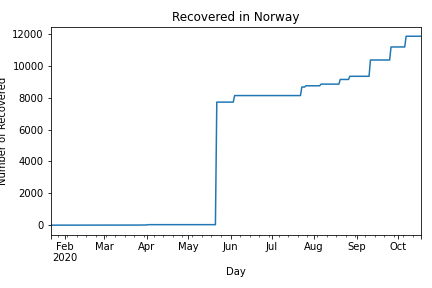 Recovered in Norway
Number of Recovered
12000
10000
8000
6000
4000
2000
0
Feb Mar Apr May Jun Jul Aug Sep Oct
2020
Day